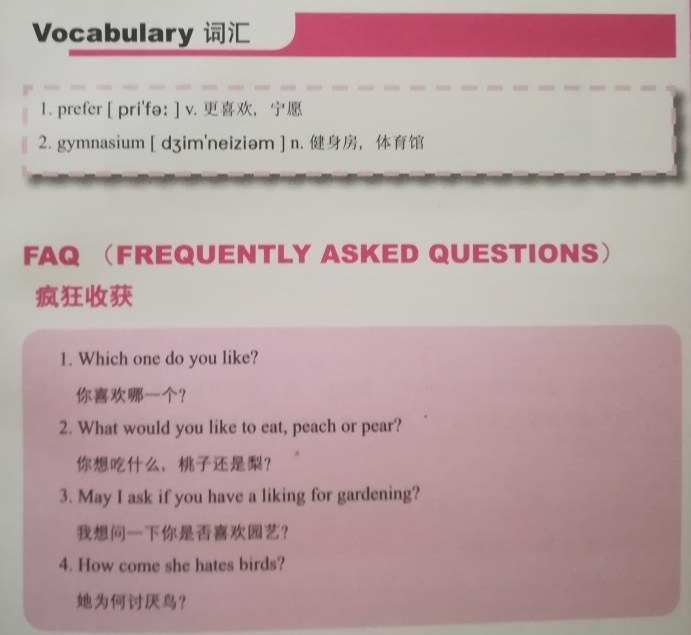 Vocabulary 词汇
1. prefer [ pri'fə: ] v. 更喜欢，宁愿
2. gymnasium [ dʒim'neiziəm ] n. 健身房，体育馆
FAQ （FREQUENTLY ASKED QUESTIONS）
疯狂收获
1. Which one do you like?
你喜欢哪一个？
2. What would you like to eat, peach or pear?
你想吃什么，桃子还是梨？
3. May I ask if you have a liking for gardening?
我想问一下你是否喜欢园艺？
4. How come she hates birds?
她为何讨厌鸟？